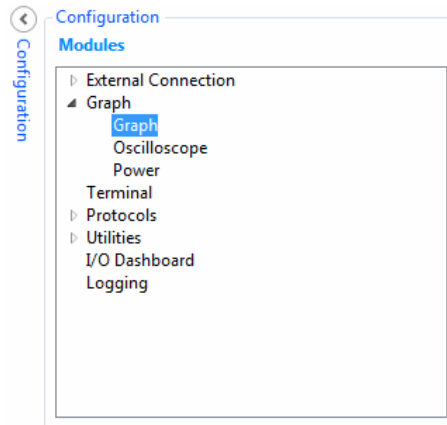 Configuration
Configuration
Modules
External Connection
Graph
Graph
Oscilloscope
Power
Terminal
Protocols
Utilities
I/O Dashboard
Logging